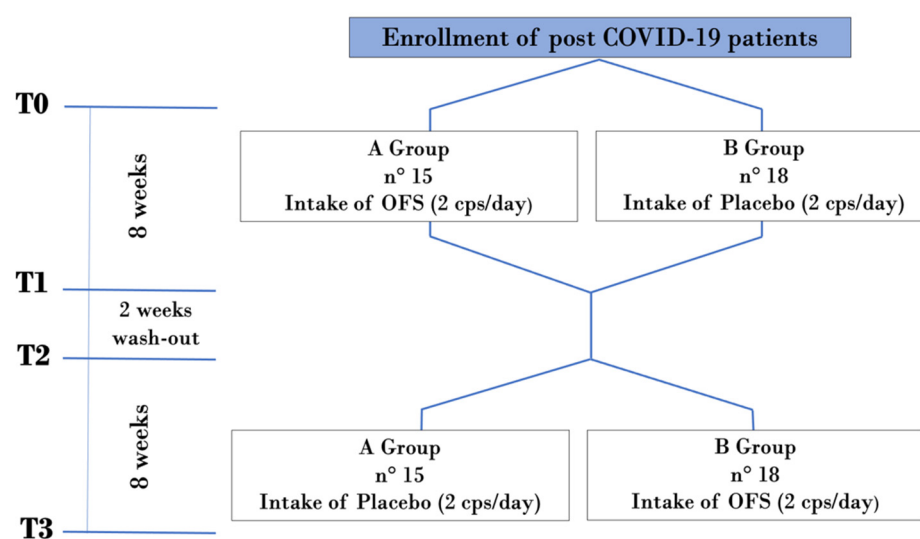 Enrollment of post COVID-19 patients
T0
8 weeks
A Group
n° 15
Intake of OFS (2 cps/day)
B Group
n° 18
Intake of Placebo (2 cps/day)
T1
2 weeks
wash-out
T2
8 weeks
A Group
n° 15
Intake of Placebo (2 cps/day)
B Group
n° 18
Intake of OFS (2 cps/day)
T3